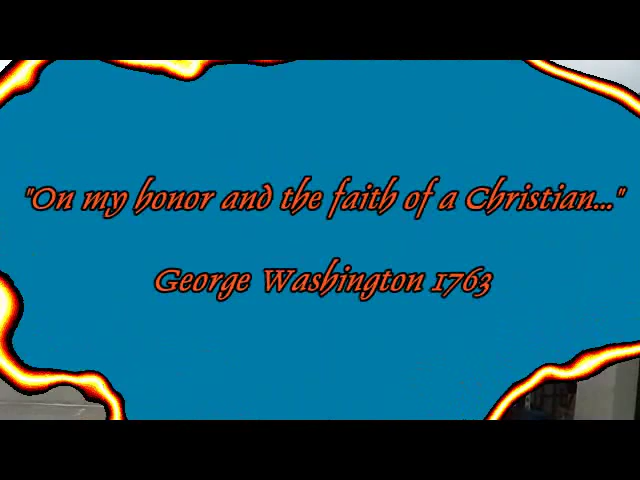 "On my honor and the faith of a Christian..."
George Washington 1763